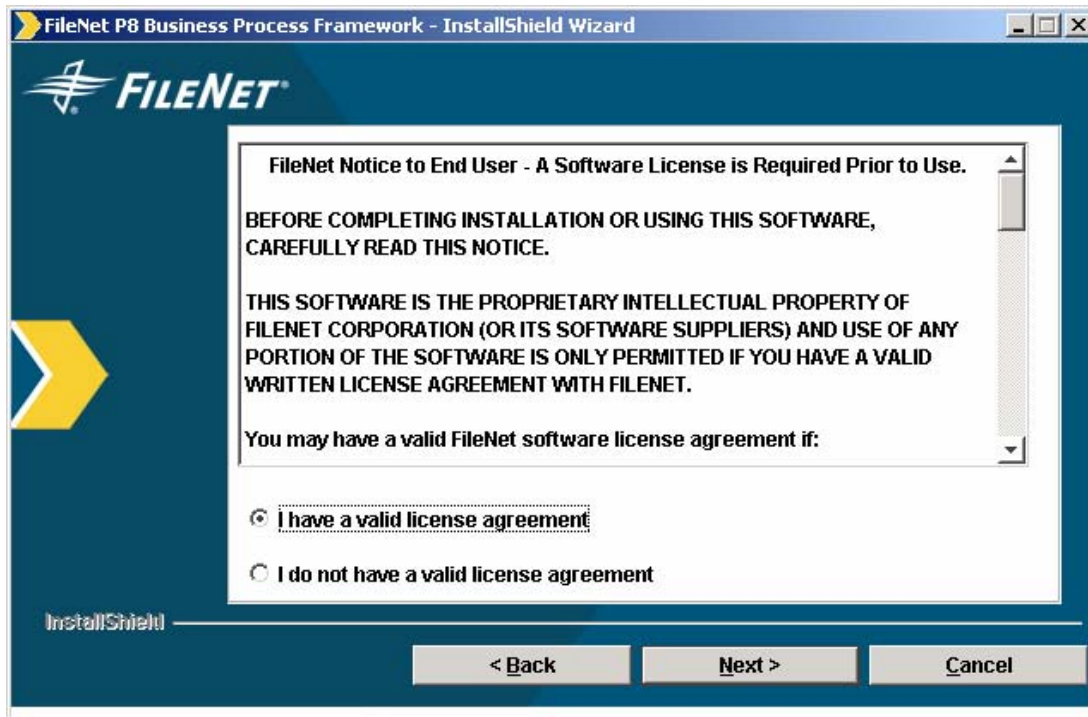 FileNet P8 Business Process Framework - InstallShield Wizard
FILENET
FileNet Notice to End User - A Software License is Required Prior to Use.
BEFORE COMPLETING INSTALLATION OR USING THIS SOFTWARE,
CAREFULLY READ THIS NOTICE.
THIS SOFTWARE IS THE PROPRIETARY INTELLECTUAL PROPERTY OF
FILENET CORPORATION (OR ITS SOFTWARE SUPPLIERS) AND USE OF ANY
PORTION OF THE SOFTWARE IS ONLY PERMITTED IF YOU HAVE A VALID
WRITTEN LICENSE AGREEMENT WITH FILENET.
You may have a valid FileNet software license agreement if:
I have a valid license agreement
I do not have a valid license agreement
InstallShield
< Back
Next >
Cancel